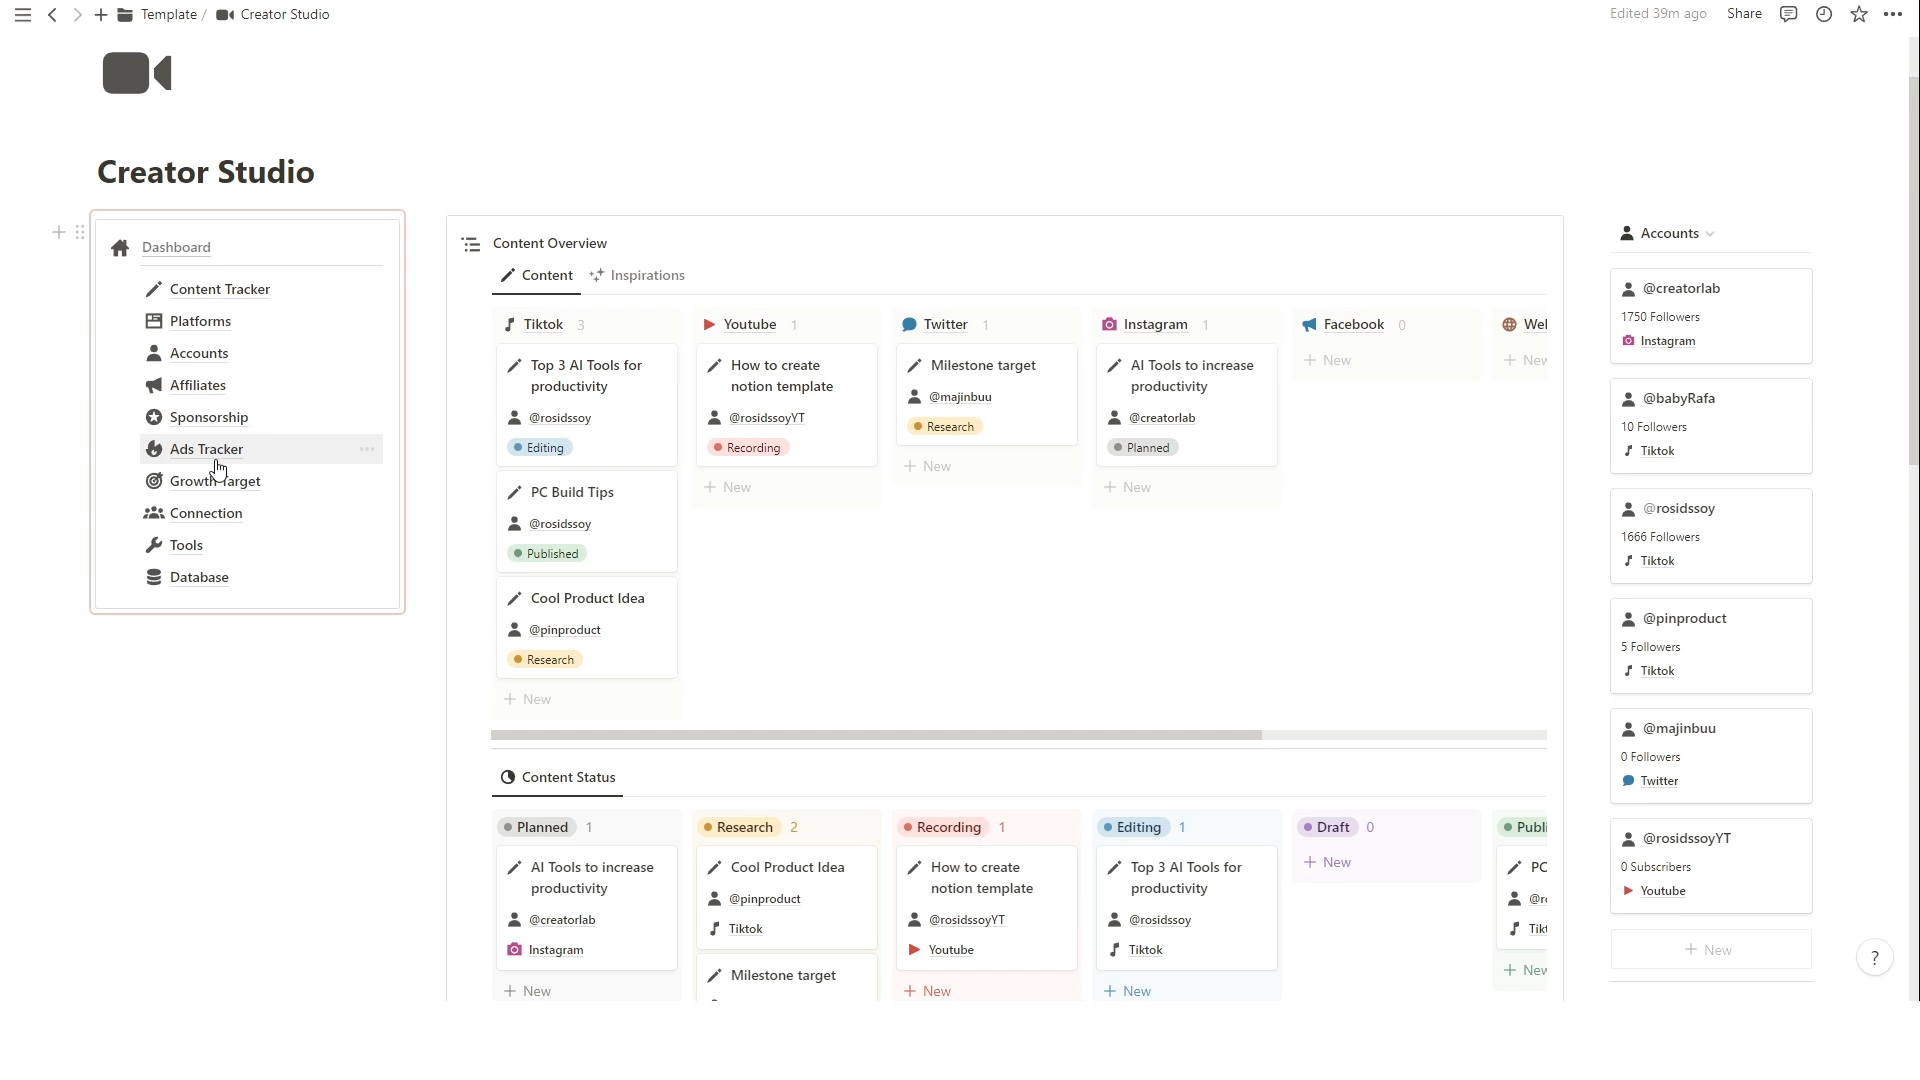 Template / Creator Studio
Edited 39m ago Share
Creator Studio
Dashboard
Content Tracker
Platforms
Accounts
Affiliates
Sponsorship
Ads Tracker
Growth Target
Connection
Tools
Database
Content Overview
Content Inspirations
Tiktok 3
Top 3 AI Tools for
productivity
@rosidssoy
Editing
PC Build Tips
@rosidssoy
Published
Cool Product Idea
@pinproduct
Research
+ New
Youtube 1
How to create
notion template
@rosidssoyYT
Recording
+ New
Twitter 1
Milestone target
@majinbuu
Research
+ New
Instagram 1
AI Tools to increase
productivity
@creatorlab
Planned
+ New
Facebook 0
+ New
Wel
+ New
Content Status
Planned 1
AI Tools to increase
productivity
@creatorlab
Instagram
+ New
Research 2
Cool Product Idea
@pinproduct
Tiktok
Milestone target
Recording 1
How to create
notion template
@rosidssoyYT
Youtube
+ New
Editing 1
Top 3 AI Tools for
productivity
@rosidssoy
Tiktok
+ New
Draft 0
+ New
Publi
PC
@r
Tikt
+ New
Accounts
@creatorlab
1750 Followers
Instagram
@babyRafa
10 Followers
Tiktok
@rosidssoy
1666 Followers
Tiktok
@pinproduct
5 Followers
Tiktok
@majinbuu
0 Followers
Twitter
@rosidssoyYT
0 Subscribers
Youtube
+ New
?